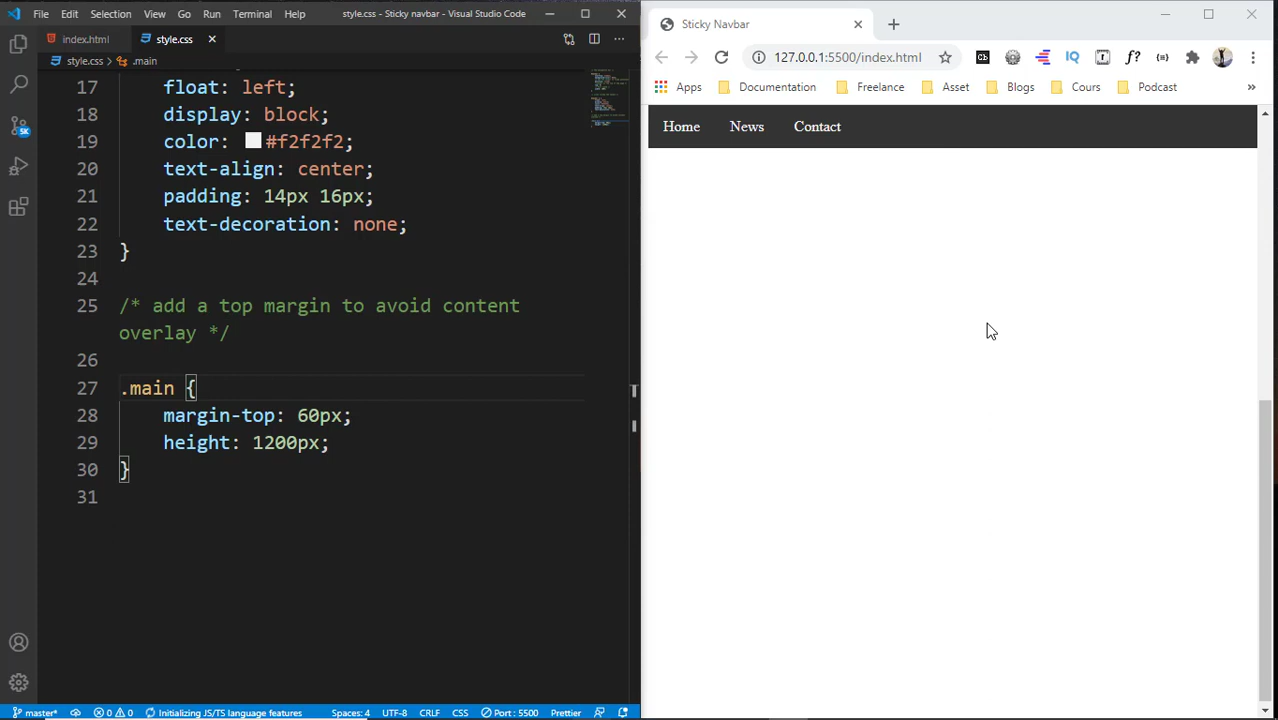 File Edit Selection View Go Run Terminal Help style.css - Sticky navbar - Visual Studio Code
index.html style.css
style.css > .main
17 float: left;
18 display: block;
19 color: #f2f2f2;
20 text-align: center;
21 padding: 14px 16px;
22 text-decoration: none;
23 }
24
25 /* add a top margin to avoid content
overlay */
26
27 .main {
28 margin-top: 60px;
29 height: 1200px;
30 }
31
5K
master* 0 0 Initializing JS/TS language features Spaces: 4 UTF-8 CRLF CSS Port : 5500 Prettier
Sticky Navbar
127.0.0.1:5500/index.html
Apps Documentation Freelance Asset Blogs Cours Podcast »
Home News Contact